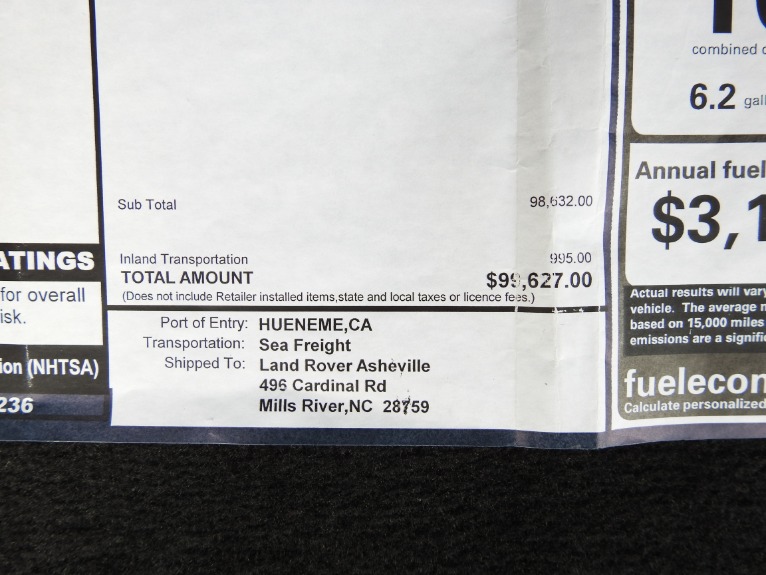 Sub Total 98,632.00
Inland Transportation 995.00
TOTAL AMOUNT $99,627.00
(Does not include Retailer installed items,state and local taxes or licence fees.)
Port of Entry: HUENEME,CA
Transportation: Sea Freight
Shipped To: Land Rover Asheville
496 Cardinal Rd
Mills River,NC 28759
ATINGS
for overall
isk.
ion (NHTSA)
236
combined
6.2 gall
Annual fuel
$3,1
Actual results will vary
vehicle. The average
based on 15,000 miles
emissions are a signifi
fuelecon
Calculate personalized